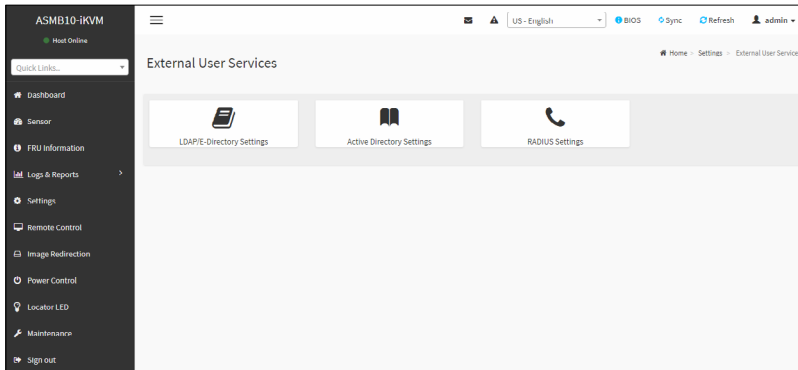 ASMB10-iKVM
Host Online
Quick Links...
Dashboard
Sensor
FRU Information
Logs & Reports
Settings
Remote Control
Image Redirection
Power Control
Locator LED
Maintenance
Sign out
US - English
BIOS
Sync
Refresh
admin
External User Services
Home > Settings > External User Service
LDAP/E-Directory Settings
Active Directory Settings
RADIUS Settings